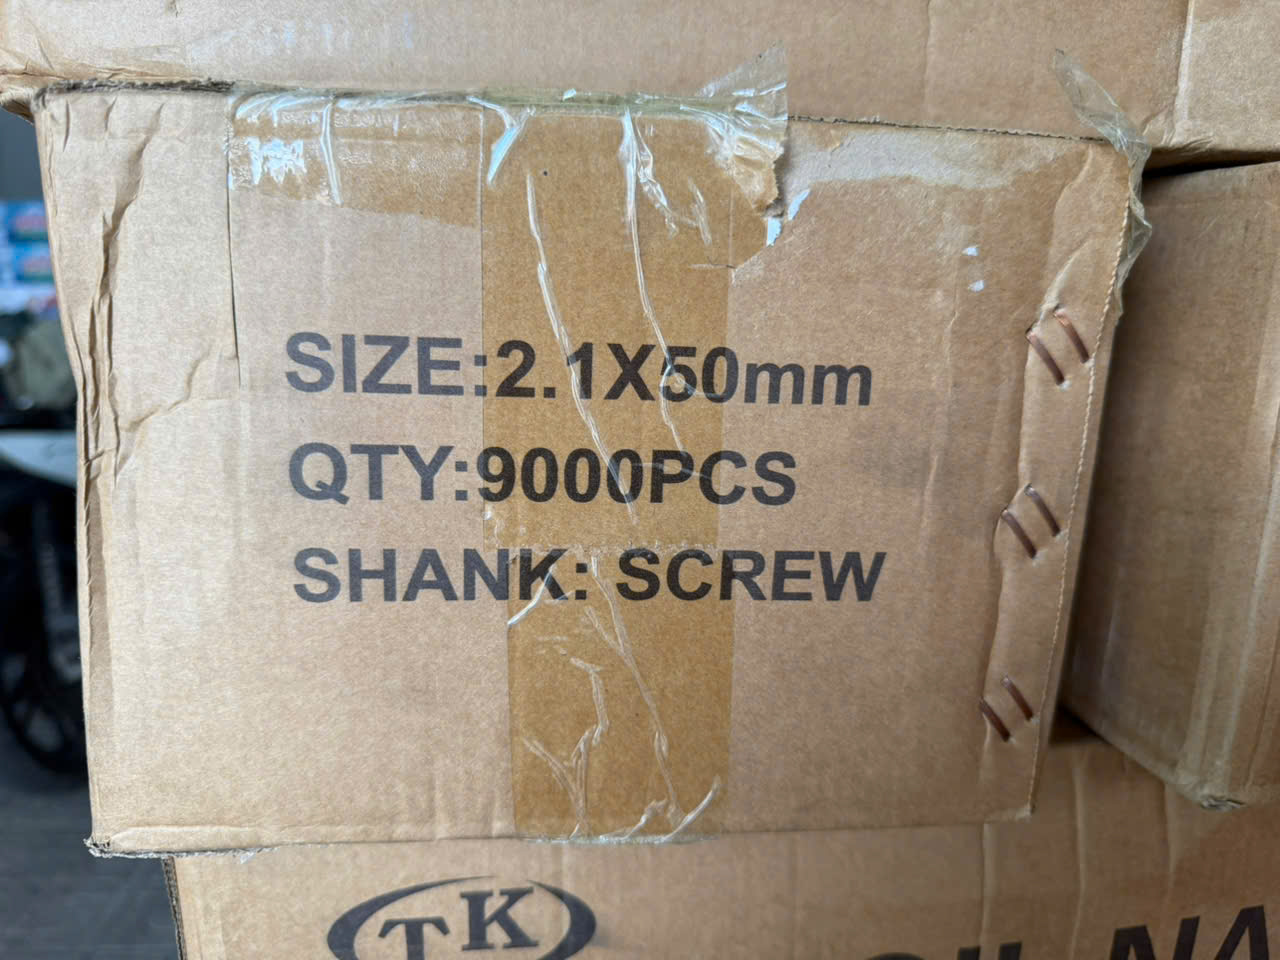 SIZE:2.1X50mm
QTY:9000PCS
SHANK: SCREW
TK